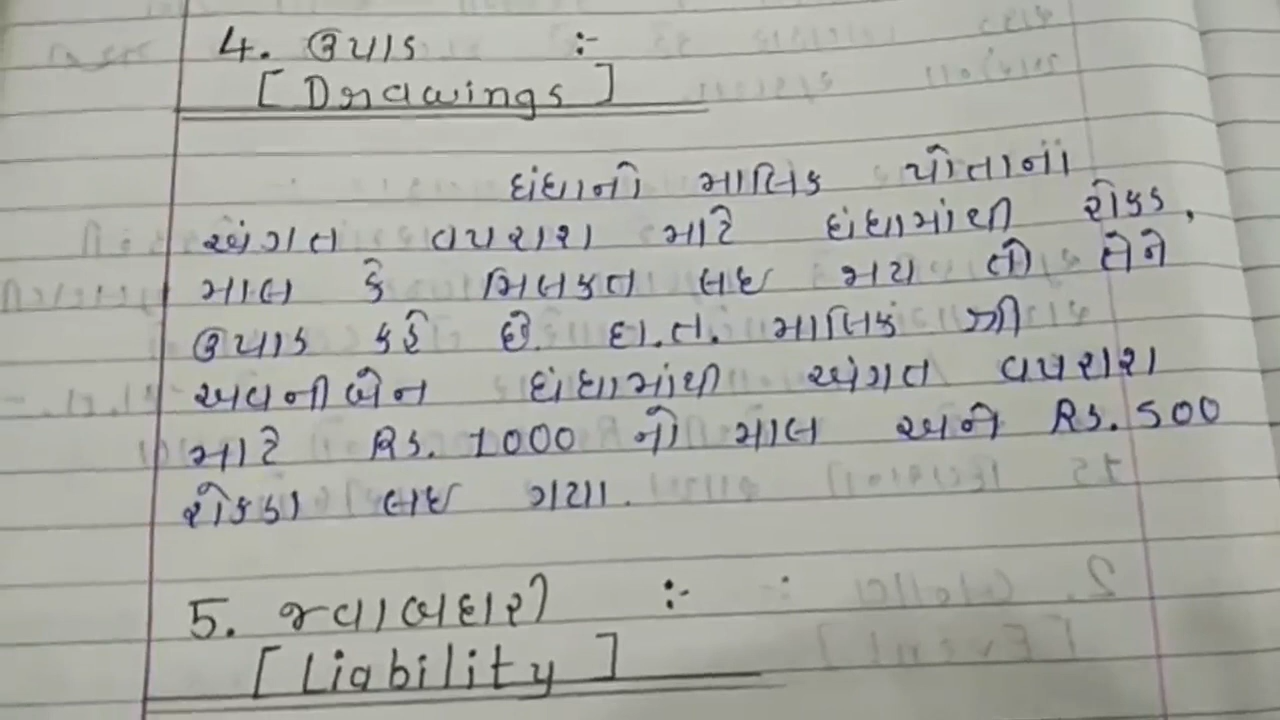 4. ઉપાડ :-
[ Drawings ]
ધંધાનો માલિક પોતાના
અંગત વપરાશ માટે ધંધામાંથી રોકડ,
માલ કે મિલકત લઇ જાય તો તેને
ઉપાડ કહે છે. દા.ત. માલિક શ્રી
અવનીબેન ધંધામાંથી અંગત વપરાશ
માટે Rs. 1000 નો માલ અને Rs. 500
રોકડા લઇ ગયા.
5. જવાબદારી :-
[ Liability ]